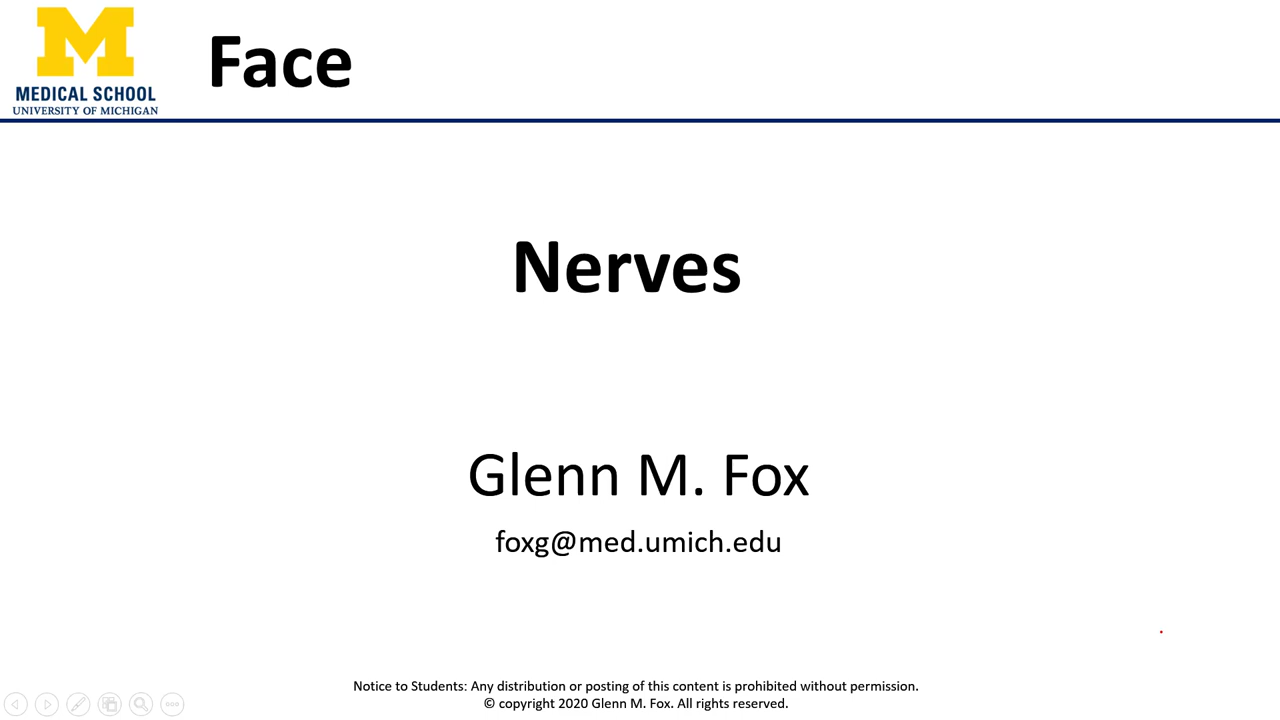 M
MEDICAL SCHOOL
UNIVERSITY OF MICHIGAN
Face
Nerves
Glenn M. Fox
foxg@med.umich.edu
Notice to Students: Any distribution or posting of this content is prohibited without permission.
© copyright 2020 Glenn M. Fox. All rights reserved.